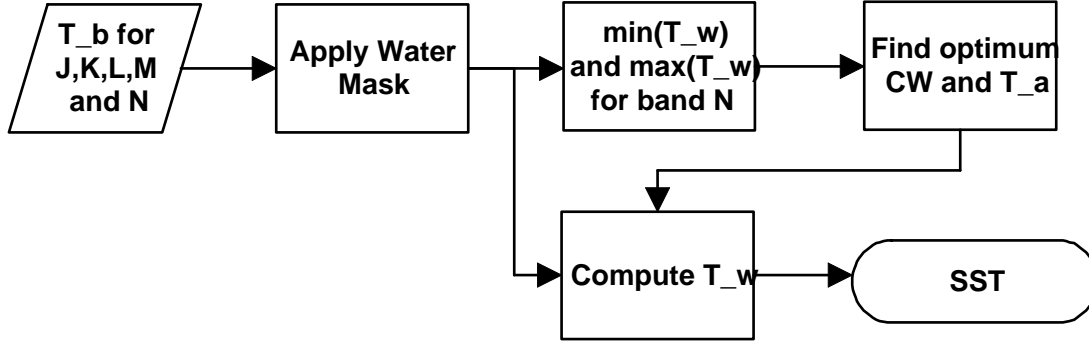 T_b for
J,K,L,M
and N
Apply Water
Mask
min(T_w)
and max(T_w)
for band N
Find optimum
CW and T_a
Compute T_w
SST